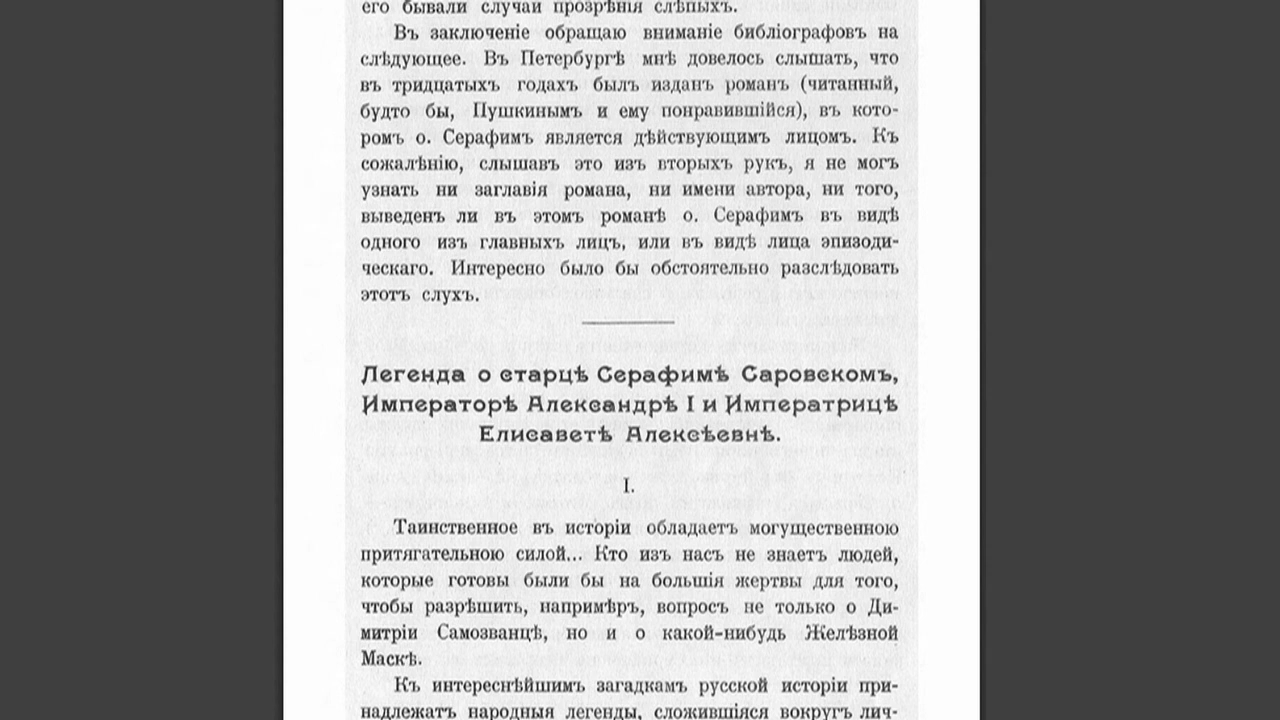 его бывали случаи прозрѣнія слѣпыхъ.
Въ заключеніе обращаю вниманіе библіографовъ на
слѣдующее. Въ Петербургѣ мнѣ довелось слышать, что
въ тридцатыхъ годахъ былъ изданъ роман (читанный,
будто бы, Пушкинымъ и ему понравившійся), въ кото-
ромъ о. Серафимъ является дѣйствующимъ лицомъ. Къ
сожалѣнію, слышавъ это изъ вторыхъ рукъ, я не могъ
узнать ни заглавія романа, ни имени автора, ни того,
выведенъ ли въ этомъ романѣ о. Серафимъ въ видѣ
одного изъ главныхъ лицъ, или въ видѣ лица эпизоди-
ческаго. Интересно было бы обстоятельно разслѣдовать
этотъ слухъ.
Легенда о старцѣ Серафимѣ Саровскомъ,
Императорѣ Александрѣ I и Императрицѣ
Елисаветѣ Алексѣевнѣ.
I.
Таинственное въ исторіи обладаетъ могущественною
притягательною силой... Кто изъ насъ не знаетъ людей,
которые готовы были бы на большія жертвы для того,
чтобы разрѣшить, напримѣръ, вопросъ не только о Ди-
митріи Самозванцѣ, но и о какой-нибудь Желѣзной
Маскѣ.
Къ интереснѣйшимъ загадкамъ русской исторіи при-
надлежатъ народныя легенды, сложившіяся вокругъ лич-